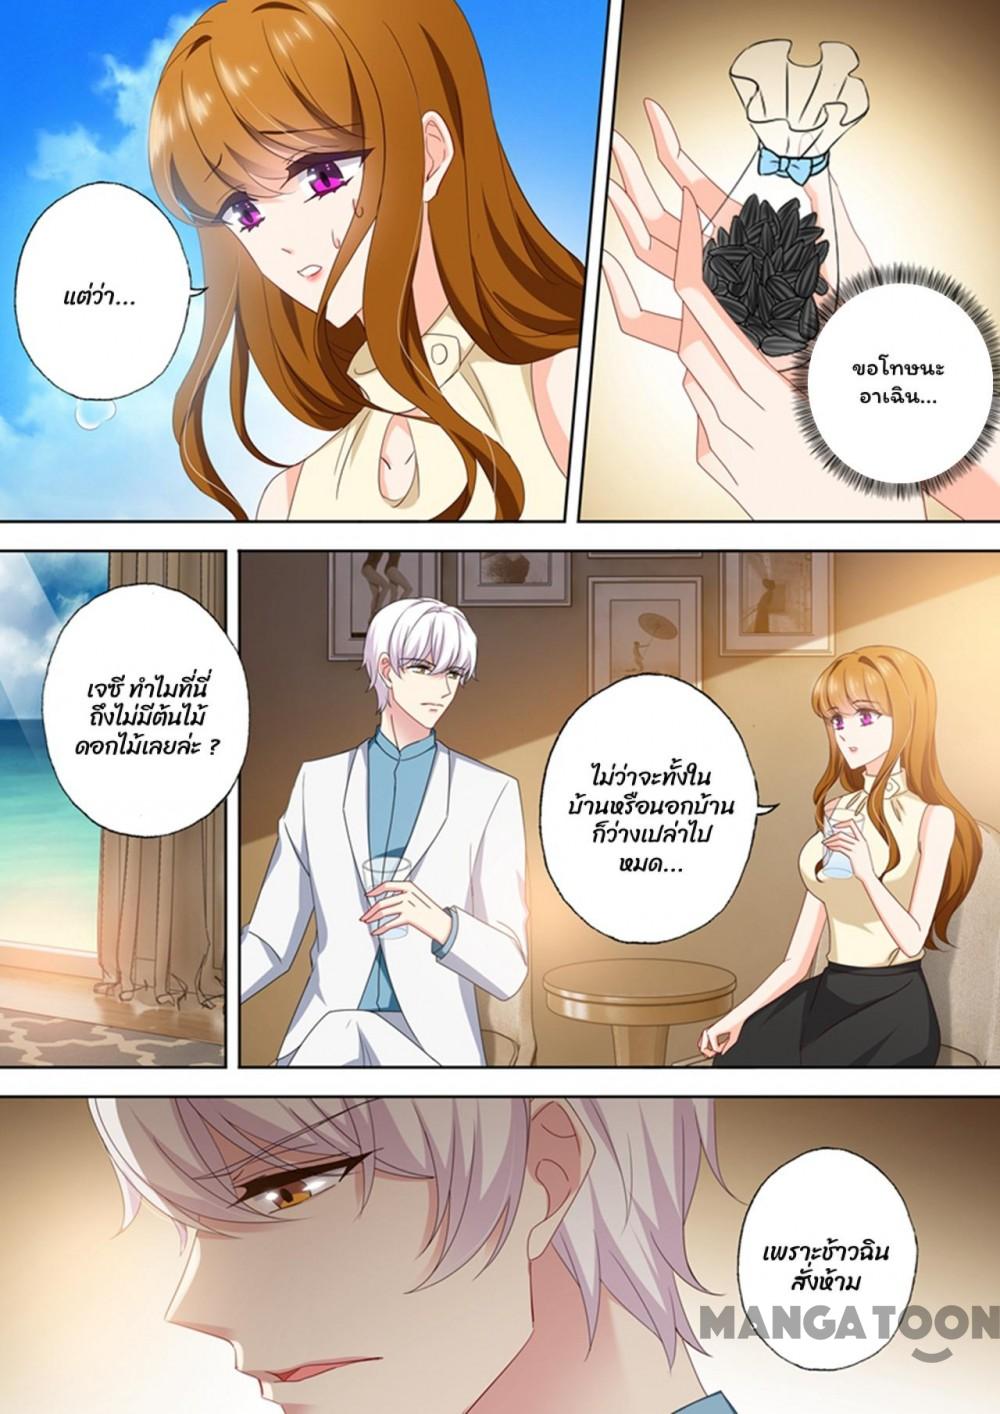 แต่ว่า...
ขอโทษนะ
อาเฉิน...
เจซี ทำไมที่นี่
ถึงไม่มีต้นไม้
ดอกไม้เลยล่ะ ?
ไม่ว่าจะทั้งใน
บ้านหรือนอกบ้าน
ก็ว่างเปล่าไป
หมด...
เพราะช้าวฉิน
สั่งห้าม
MANGATOON